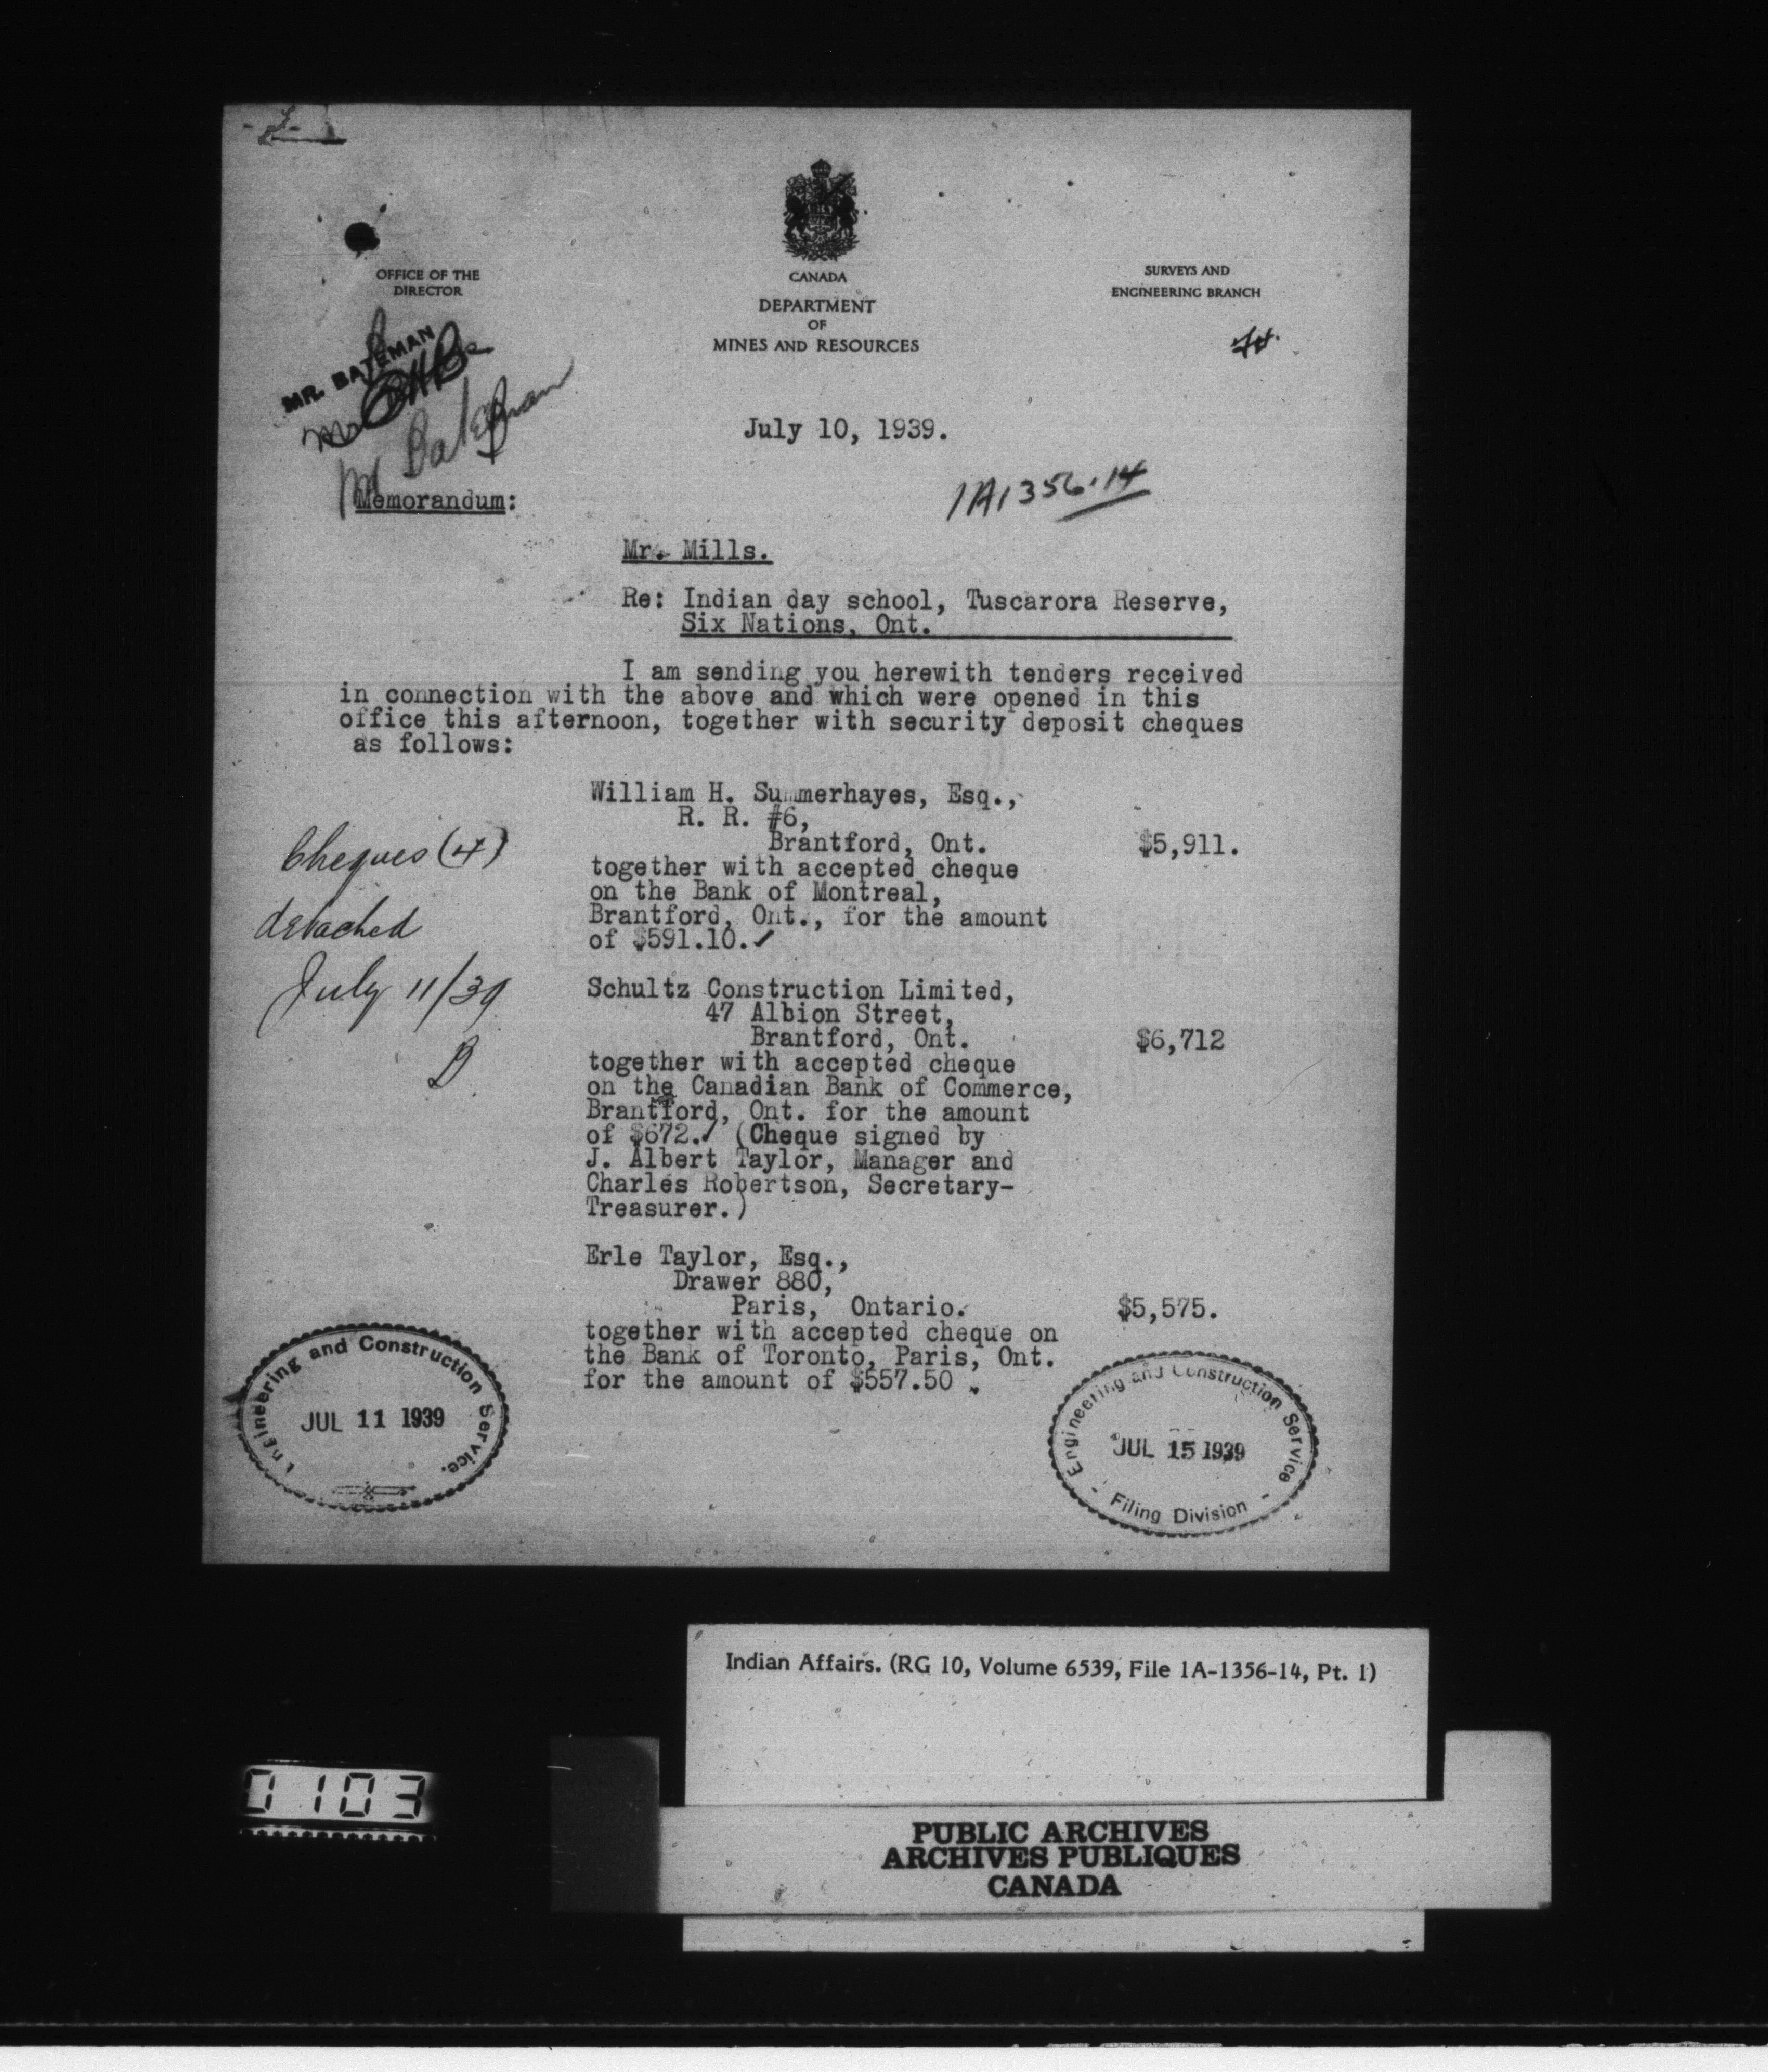 OFFICE OF THE
DIRECTOR
CANADA
DEPARTMENT
OF
MINES AND RESOURCES
SURVEYS AND
ENGINEERING BRANCH
MR. BATEMAN
Mr Bateman
July 10, 1939.
1A1356-14
Memorandum:
Mr. Mills.
Re: Indian day school, Tuscarora Reserve,
Six Nations, Ont.
I am sending you herewith tenders received
in connection with the above and which were opened in this
office this afternoon, together with security deposit cheques
as follows:
William H. Summerhayes, Esq.,
R. R. #6,
Brantford, Ont. $5,911.
together with accepted cheque
on the Bank of Montreal,
Brantford, Ont., for the amount
of $591.10.
Cheques (4)
detached
July 11/39
B
Schultz Construction Limited,
47 Albion Street,
Brantford, Ont. $6,712
together with accepted cheque
on the Canadian Bank of Commerce,
Brantford, Ont. for the amount
of $672. (Cheque signed by
J. Albert Taylor, Manager and
Charles Robertson, Secretary-
Treasurer.)
Erle Taylor, Esq.,
Drawer 880,
Paris, Ontario. $5,575.
together with accepted cheque on
the Bank of Toronto, Paris, Ont.
for the amount of $557.50.
Engineering and Construction Service.
JUL 11 1939
Engineering and Construction Service
JUL 15 1939
- Filing Division -
Indian Affairs. (RG 10, Volume 6539, File 1A-1356-14, Pt. 1)
0103
PUBLIC ARCHIVES
ARCHIVES PUBLIQUES
CANADA